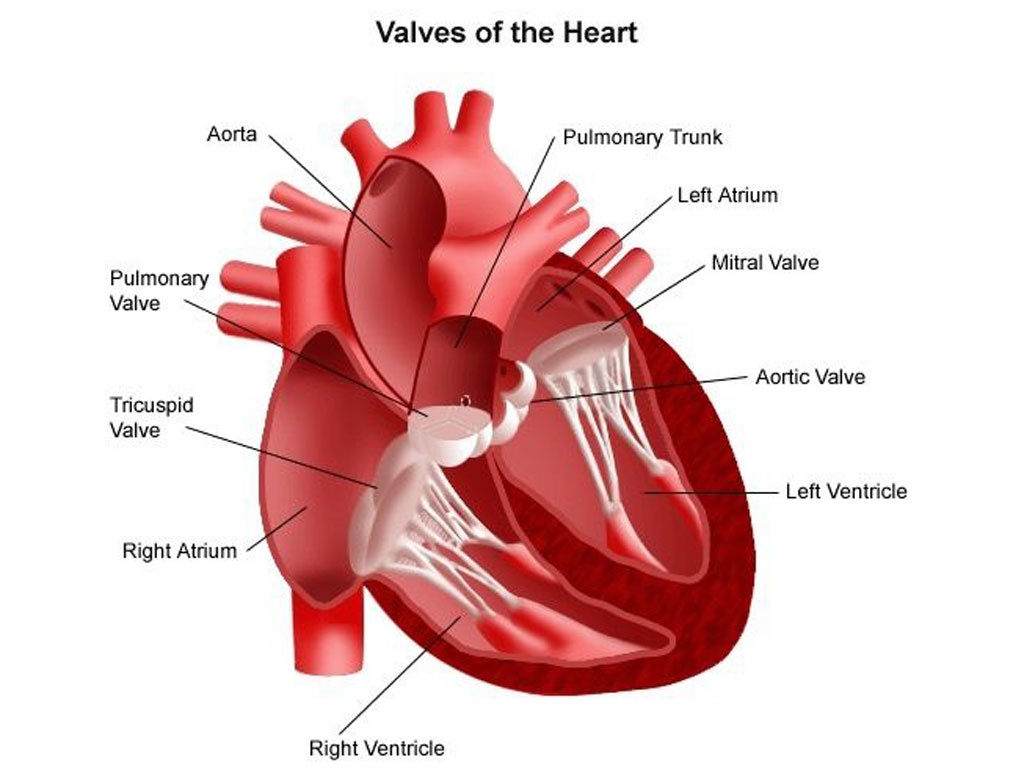 Valves of the Heart
Aorta
Pulmonary Trunk
Left Atrium
Mitral Valve
Pulmonary
Valve
Aortic Valve
Tricuspid
Valve
Left Ventricle
Right Atrium
Right Ventricle